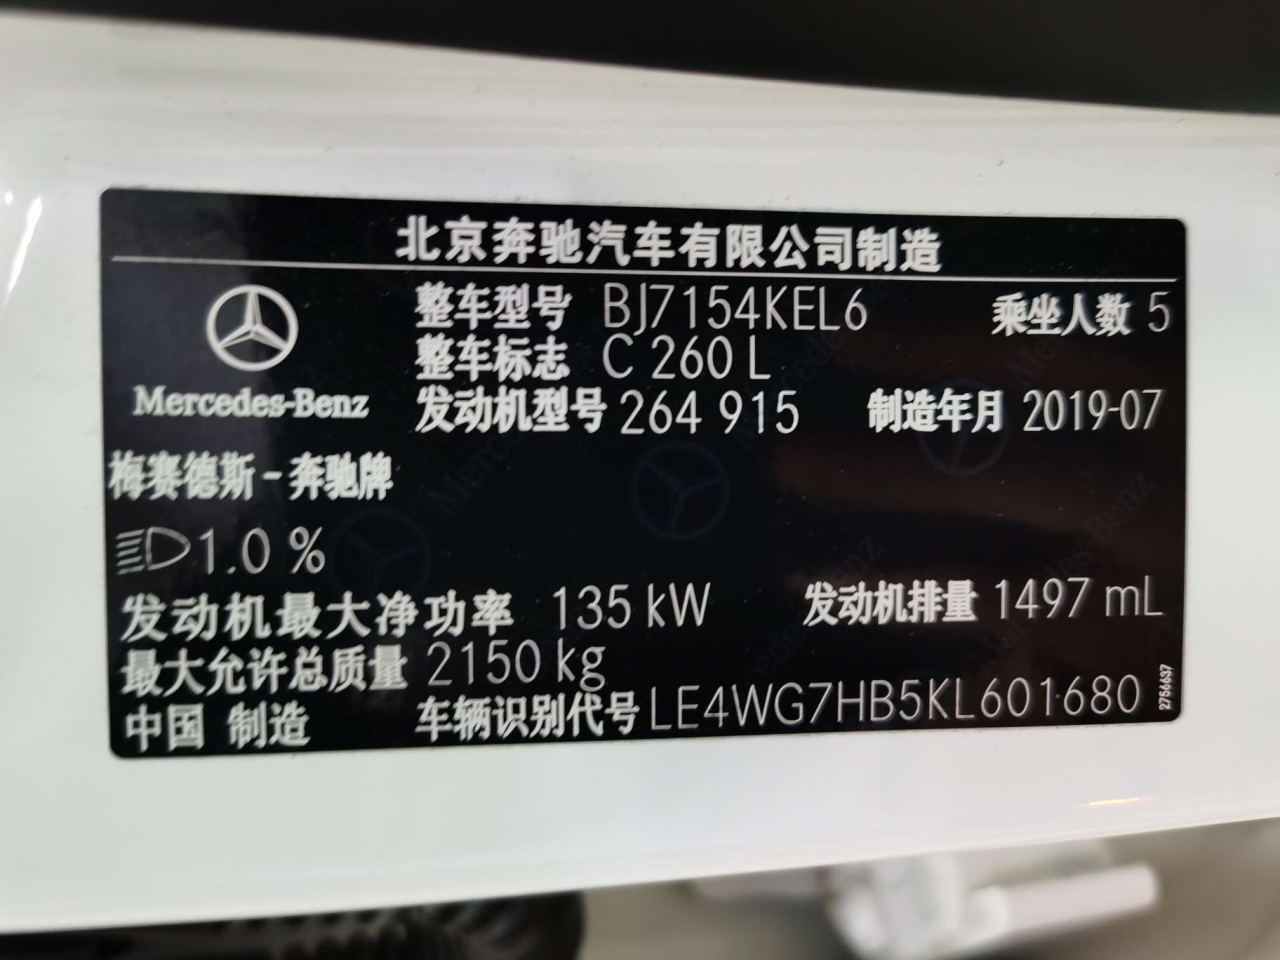 北京奔驰汽车有限公司制造
整车型号 BJ7154KEL6 乘坐人数 5
整车标志 C 260 L
Mercedes-Benz
发动机型号 264 915 制造年月 2019-07
梅赛德斯-奔驰牌
1.0 %
发动机最大净功率 135 kW 发动机排量 1497 mL
最大允许总质量 2150 kg
中国 制造 车辆识别代号 LE4WG7HB5KL601680
2756637